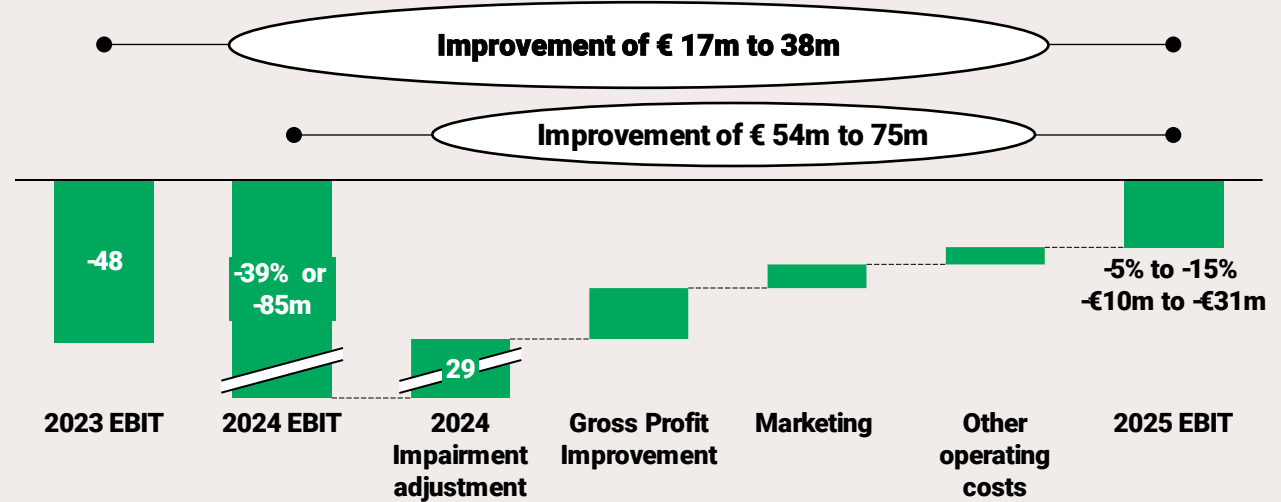 Improvement of € 17m to 38m
Improvement of € 54m to 75m
-48
-39% or
-85m
29
-5% to -15%
-€10m to -€31m
2023 EBIT
2024 EBIT
2024
Impairment
adjustment
Gross Profit
Improvement
Marketing
Other
operating
costs
2025 EBIT